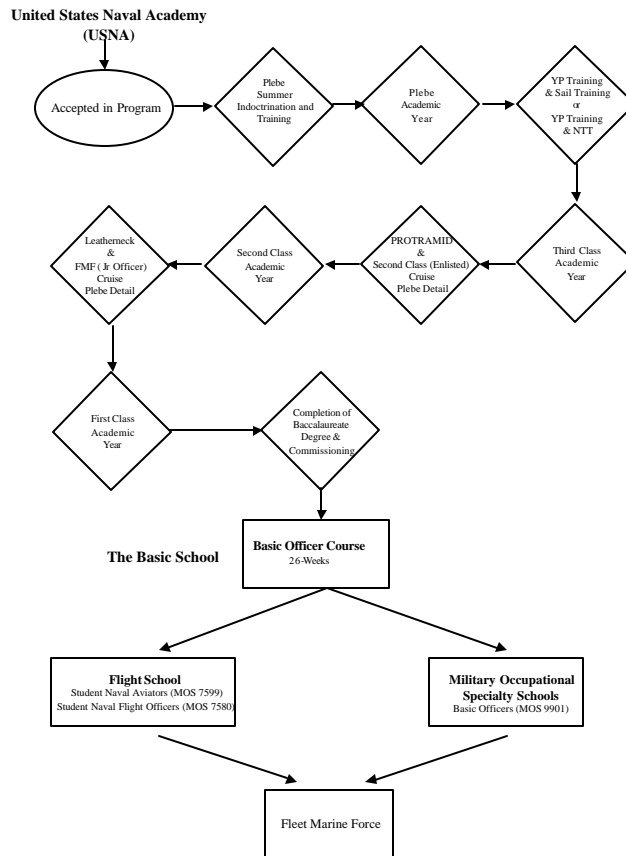 United States Naval Academy
(USNA)
Accepted in Program
Plebe
Summer
Indoctrination and
Training
Plebe
Academic
Year
YP Training
& Sail Training
or
YP Training
& NTT
Leatherneck
&
FMF ( Jr Officer)
Cruise
Plebe Detail
Second Class
Academic
Year
PROTRAMID
&
Second Class (Enlisted)
Cruise
Plebe Detail
Third Class
Academic
Year
First Class
Academic
Year
Completion of
Baccalaureate
Degree &
Commissioning
The Basic School
Basic Officer Course
26-Weeks
Flight School
Student Naval Aviators (MOS 7599)
Student Naval Flight Officers (MOS 7580)
Military Occupational
Specialty Schools
Basic Officers (MOS 9901)
Fleet Marine Force